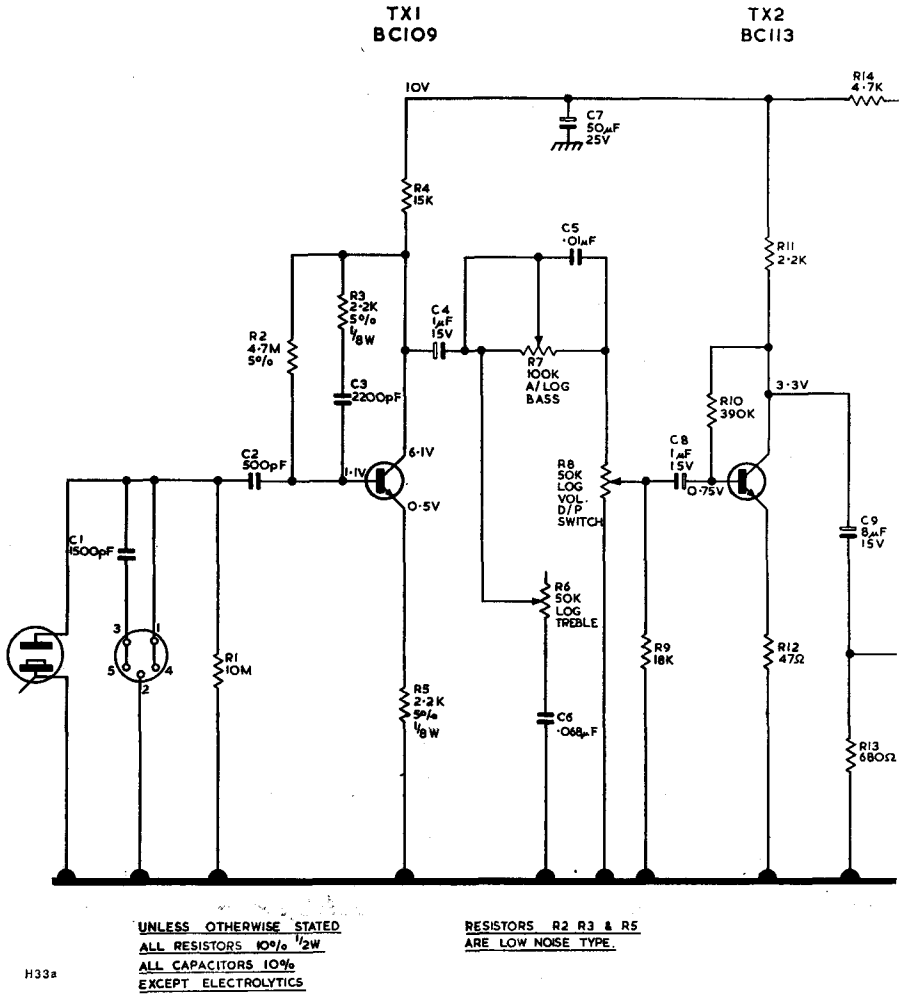 TX1
BC109
TX2
BC113
10V
R14
4.7K
C7
50µF
25V
R4
15K
C5
·01µF
R11
2·2K
R3
2·2K
5%
1/8W
C4
1µF
15V
R2
4·7M
5%
R7
100K
A/LOG
BASS
3·3V
C3
2200pF
R10
390K
C2
500pF
1·1V
6·1V
0·5V
R8
50K
LOG
VOL.
D/P
SWITCH
C8
1µF
15V
0·75V
C9
8µF
15V
C1
1500pF
R6
50K
LOG
TREBLE
3
1
5
4
2
R1
10M
R9
18K
R12
47Ω
R5
2·2K
5%
1/8W
C6
·068µF
R13
680Ω
UNLESS OTHERWISE STATED
ALL RESISTORS 10% 1/2W
ALL CAPACITORS 10%
EXCEPT ELECTROLYTICS
RESISTORS R2 R3 & R5
ARE LOW NOISE TYPE.
H33a